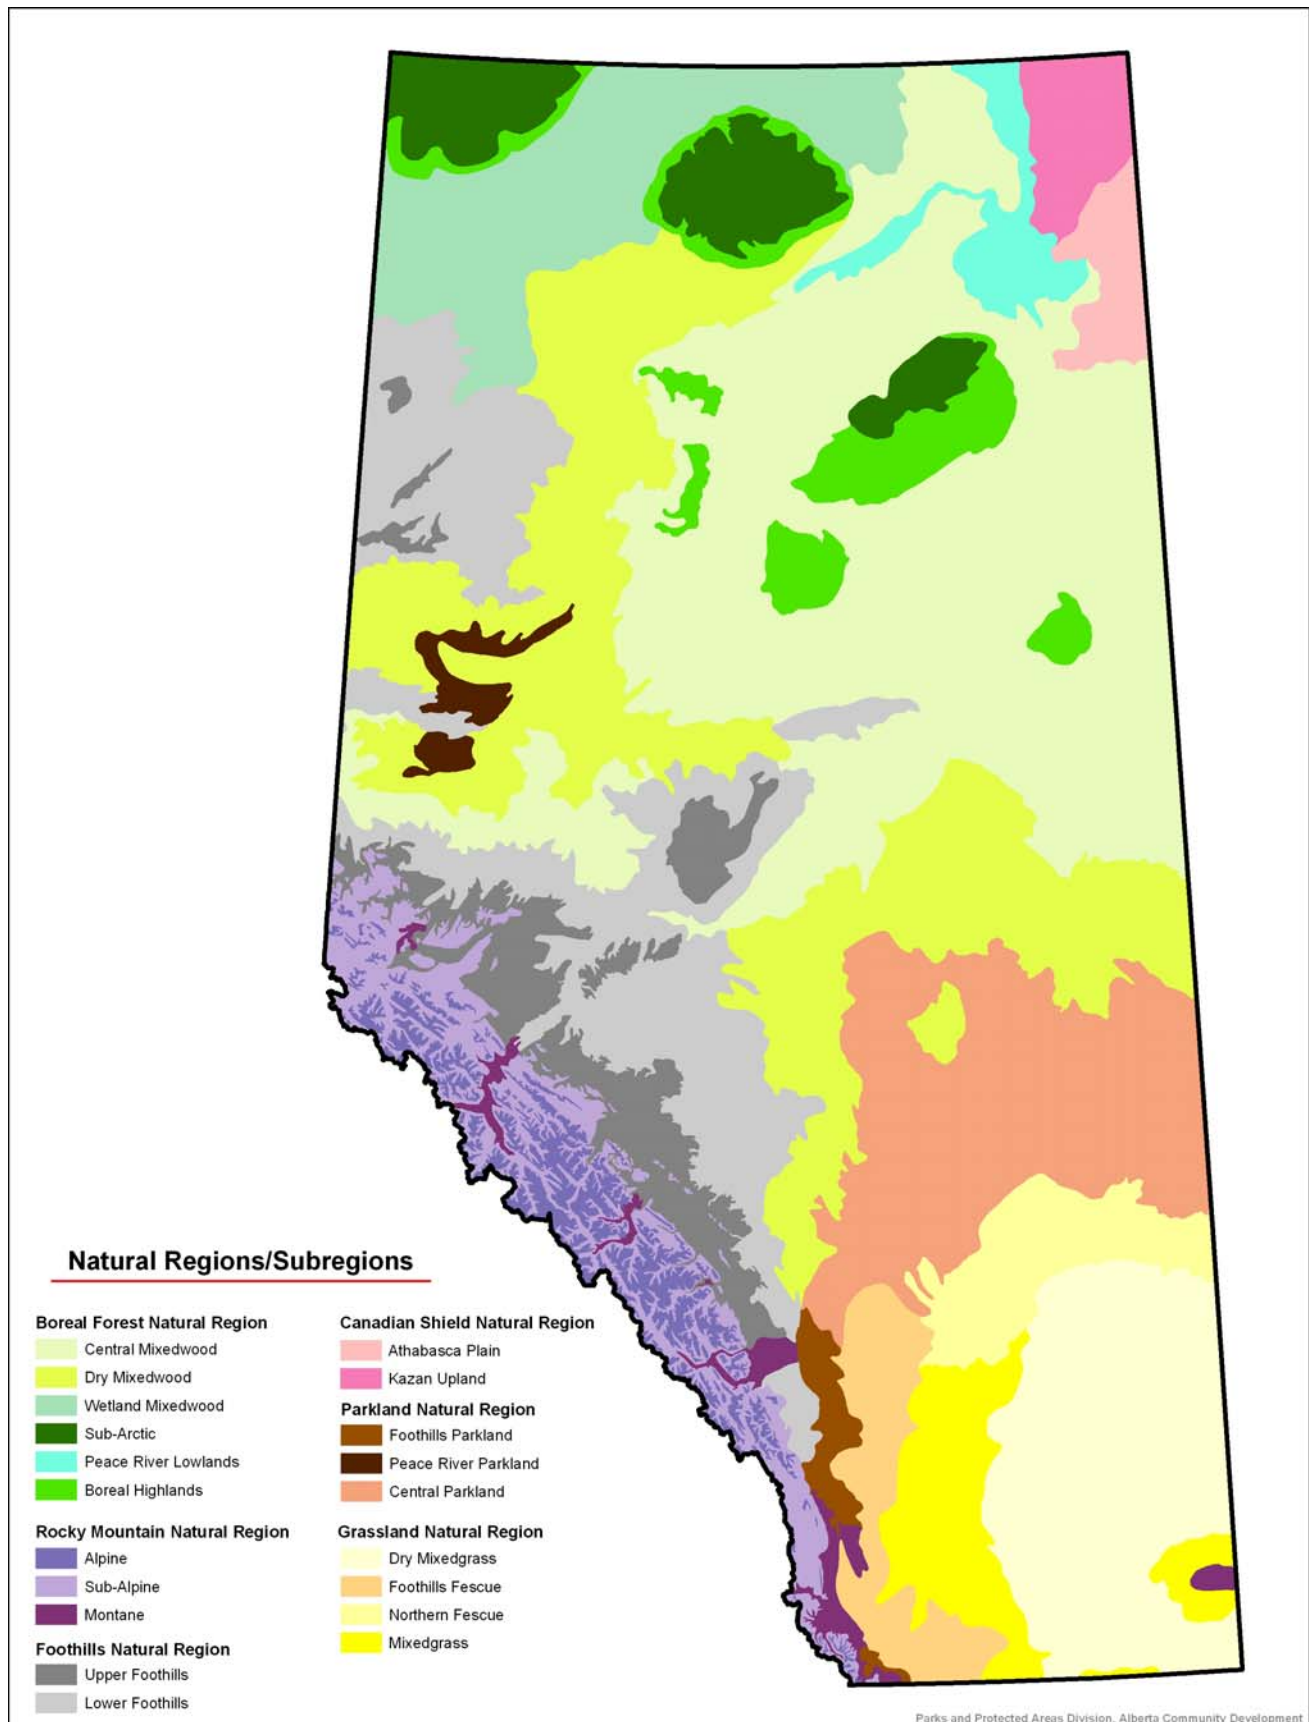 Natural Regions/Subregions
Boreal Forest Natural Region
Central Mixedwood
Dry Mixedwood
Wetland Mixedwood
Sub-Arctic
Peace River Lowlands
Boreal Highlands
Rocky Mountain Natural Region
Alpine
Sub-Alpine
Montane
Foothills Natural Region
Upper Foothills
Lower Foothills
Canadian Shield Natural Region
Athabasca Plain
Kazan Upland
Parkland Natural Region
Foothills Parkland
Peace River Parkland
Central Parkland
Grassland Natural Region
Dry Mixedgrass
Foothills Fescue
Northern Fescue
Mixedgrass
Parks and Protected Areas Division, Alberta Community Development